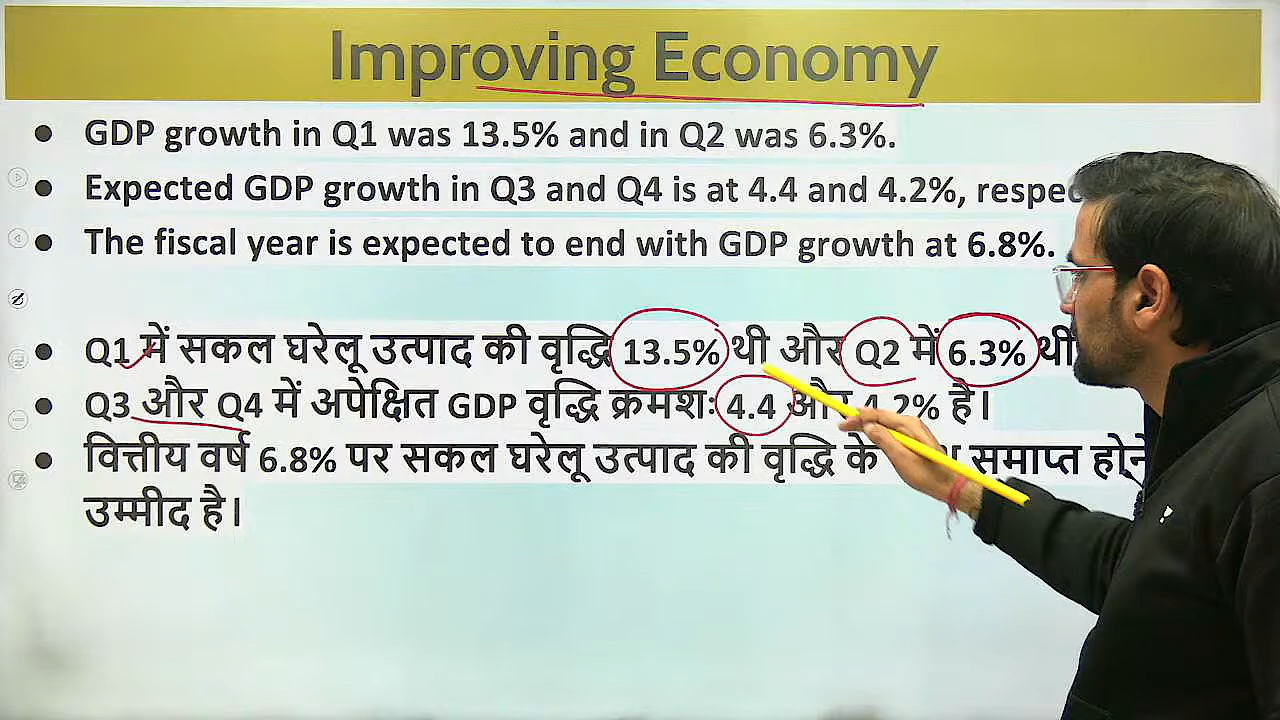 Improving Economy
GDP growth in Q1 was 13.5% and in Q2 was 6.3%.
Expected GDP growth in Q3 and Q4 is at 4.4 and 4.2%,
The fiscal year is expected to end with GDP growth at 6.8%.
Q1 में सकल घरेलू उत्पाद की वृद्धि 13.5% थी और Q2 में 6.3% थी
Q3 और Q4 में अपेक्षित GDP वृद्धि क्रमशः 4.4 और 4.2% है।
वित्तीय वर्ष 6.8% पर सकल घरेलू उत्पाद की वृद्धि के समाप्त होने
उम्मीद है।